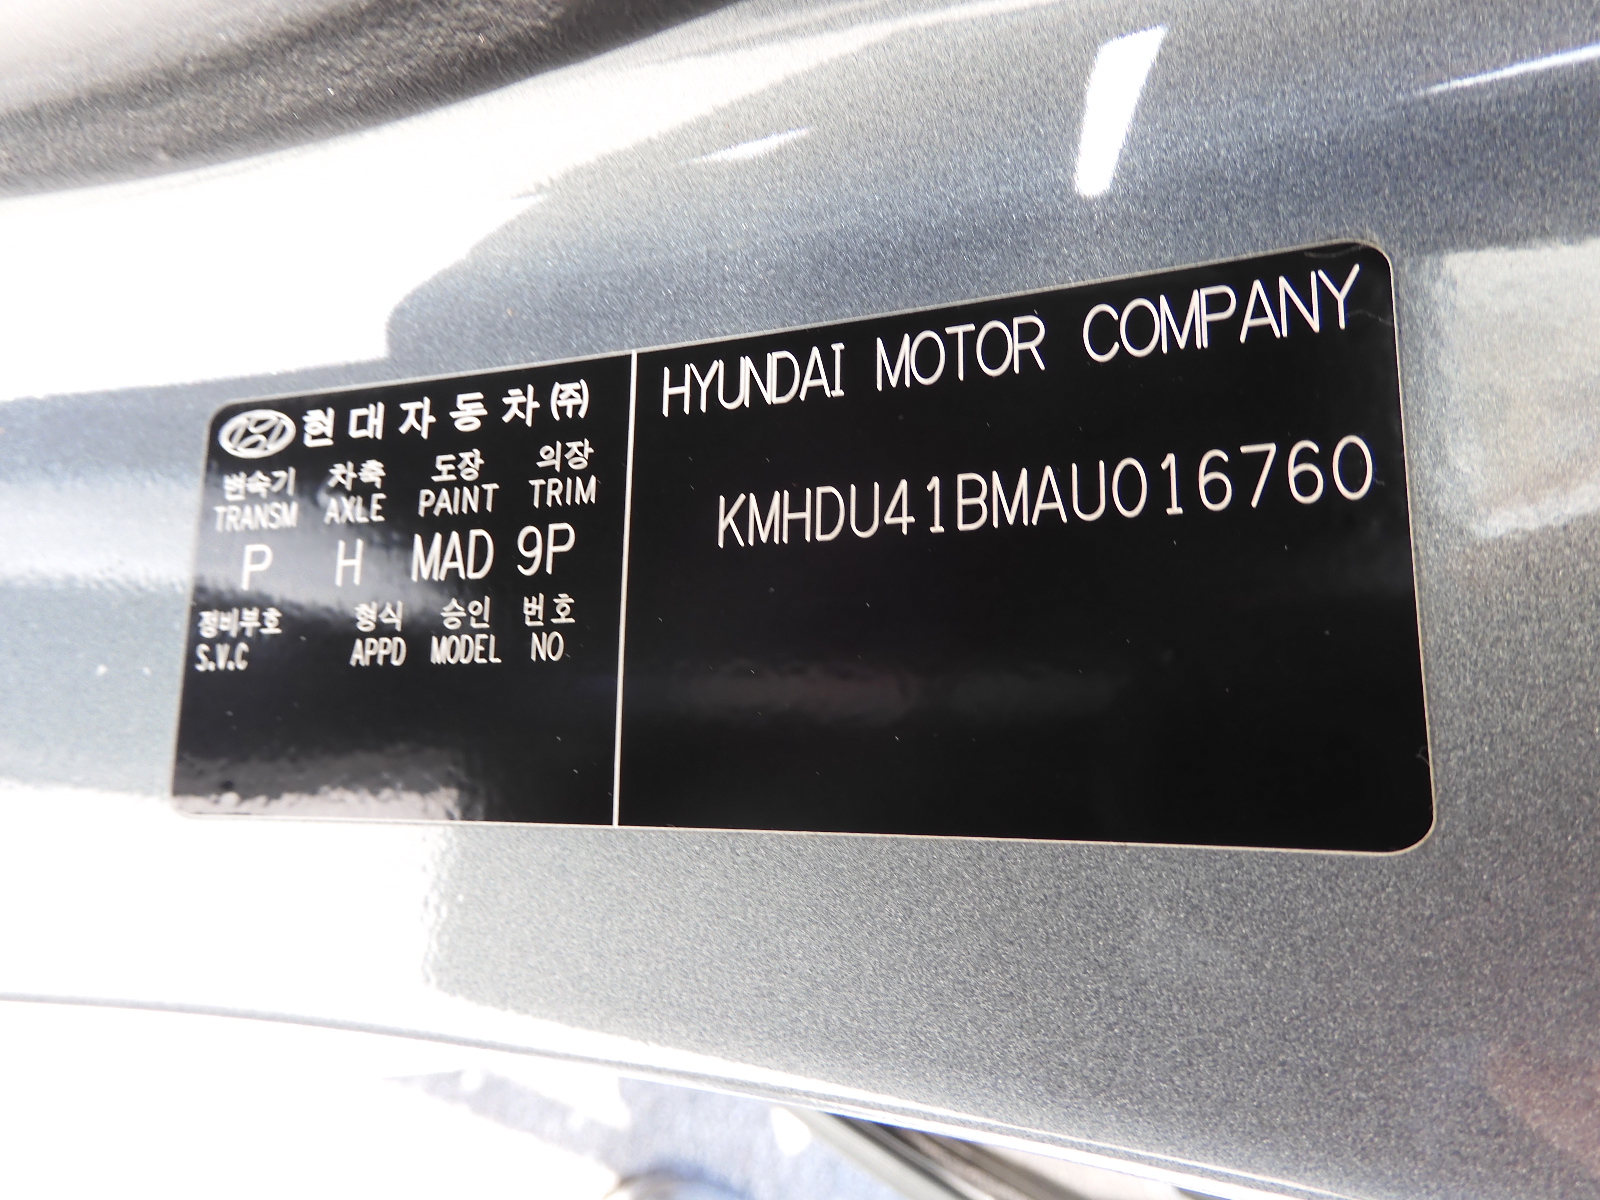 현대자동차㈜
변속기 차축 도장 의장
TRANSM AXLE PAINT TRIM
P H MAD 9P
정비부호 형식 승인 번호
S.V.C APPD MODEL NO
HYUNDAI MOTOR COMPANY
KMHDU41BMAU016760